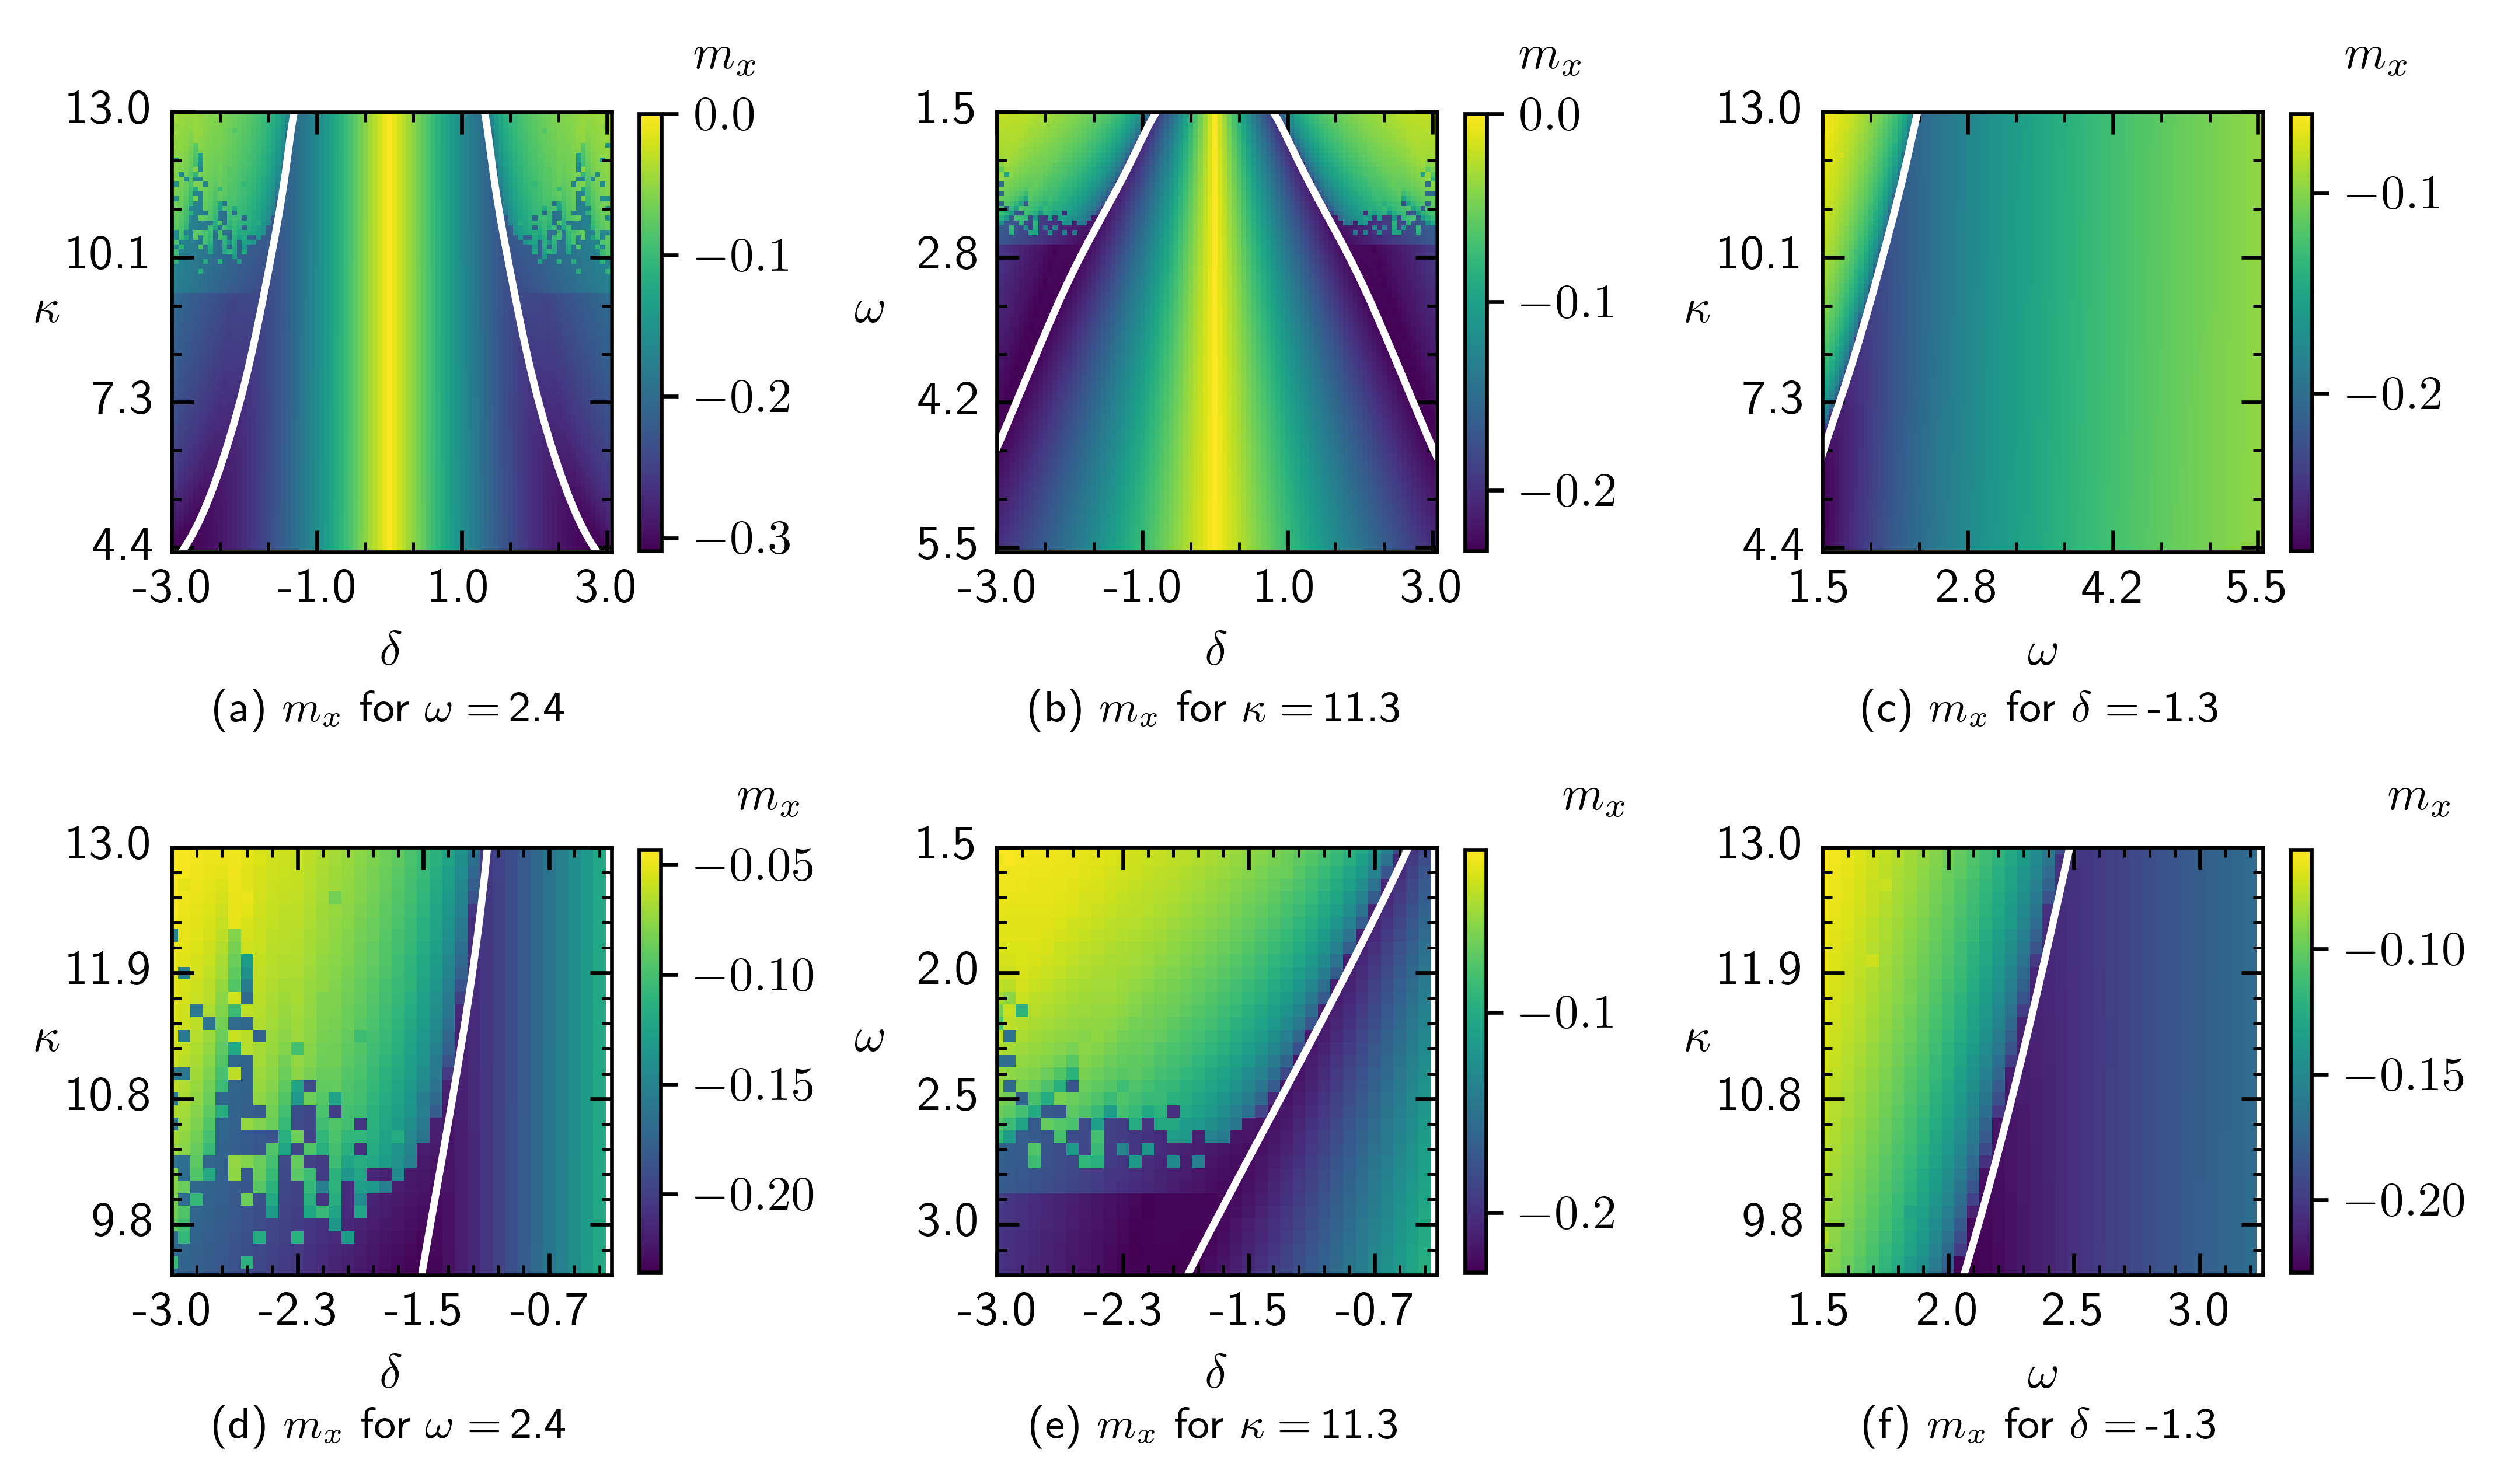 m_x m_x m_x
13.0 0.0 1.5 0.0 13.0
-0.1
10.1 -0.1 2.8 10.1
κ ω -0.1 κ
7.3 -0.2 4.2 7.3 -0.2
-0.2
4.4 -0.3 5.5 4.4
-3.0 -1.0 1.0 3.0 -3.0 -1.0 1.0 3.0 1.5 2.8 4.2 5.5
δ δ ω
(a) m_x for ω = 2.4 (b) m_x for κ = 11.3 (c) m_x for δ = -1.3
m_x m_x m_x
13.0 -0.05 1.5 13.0
11.9 -0.10 2.0 11.9 -0.10
κ ω -0.1 κ
10.8 -0.15 2.5 10.8 -0.15
9.8 -0.20 3.0 -0.2 9.8 -0.20
-3.0 -2.3 -1.5 -0.7 -3.0 -2.3 -1.5 -0.7 1.5 2.0 2.5 3.0
δ δ ω
(d) m_x for ω = 2.4 (e) m_x for κ = 11.3 (f) m_x for δ = -1.3